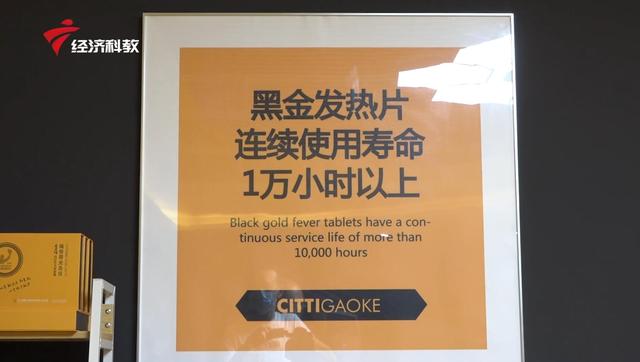 经济科教
黑金发热片
连续使用寿命
1万小时以上
Black gold fever tablets have a con-
tinuous service life of more than
10,000 hours
CITTIGAOKE